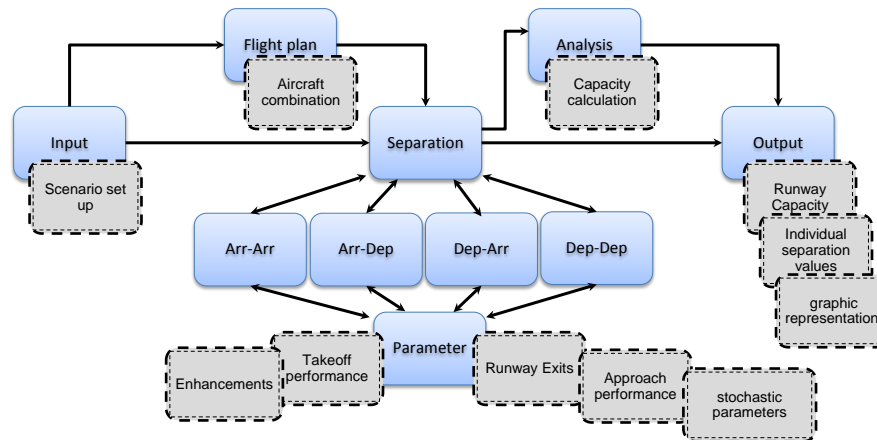 Flight plan
Aircraft
combination
Analysis
Capacity
calculation
Input
Scenario set
up
Separation
Output
Runway
Capacity
Individual
separation
values
graphic
representation
Arr-Arr
Arr-Dep
Dep-Arr
Dep-Dep
Parameter
Enhancements
Takeoff
performance
Runway Exits
Approach
performance
stochastic
parameters